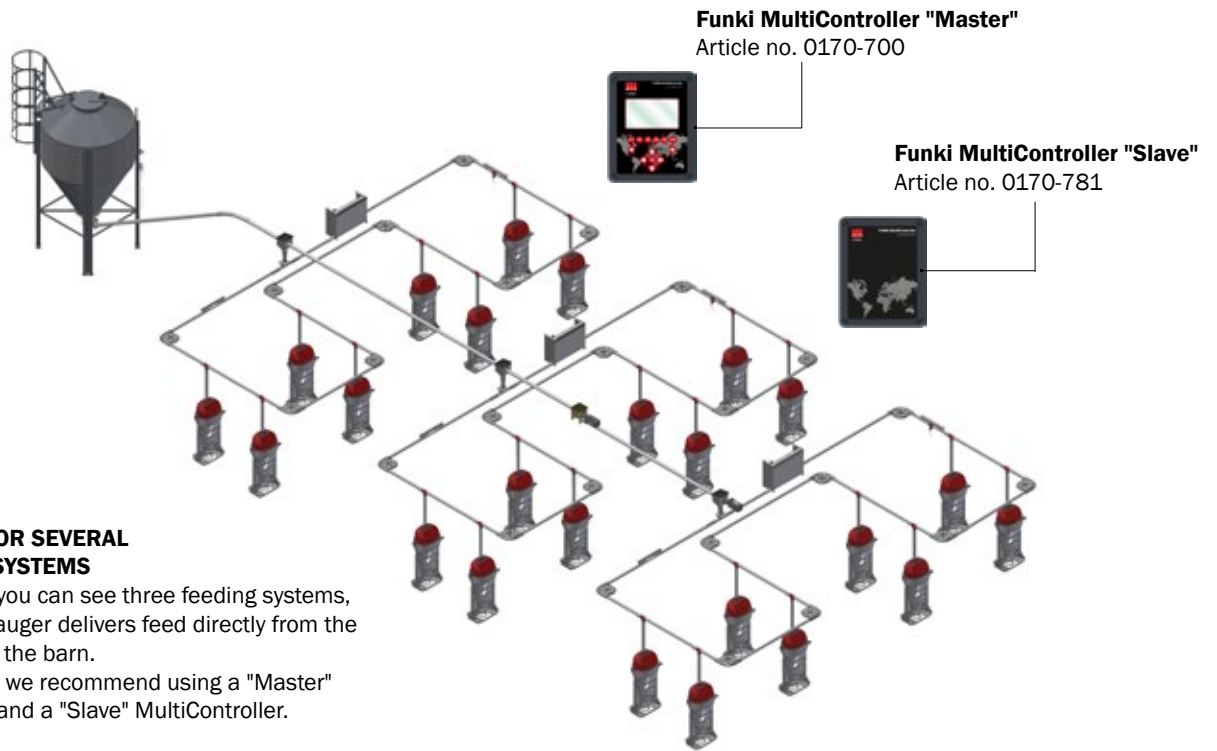 Funki MultiController "Master"
Article no. 0170-700
Funki MultiController "Slave"
Article no. 0170-781
OR SEVERAL
SYSTEMS
you can see three feeding systems,
auger delivers feed directly from the
the barn.
we recommend using a "Master"
and a "Slave" MultiController.